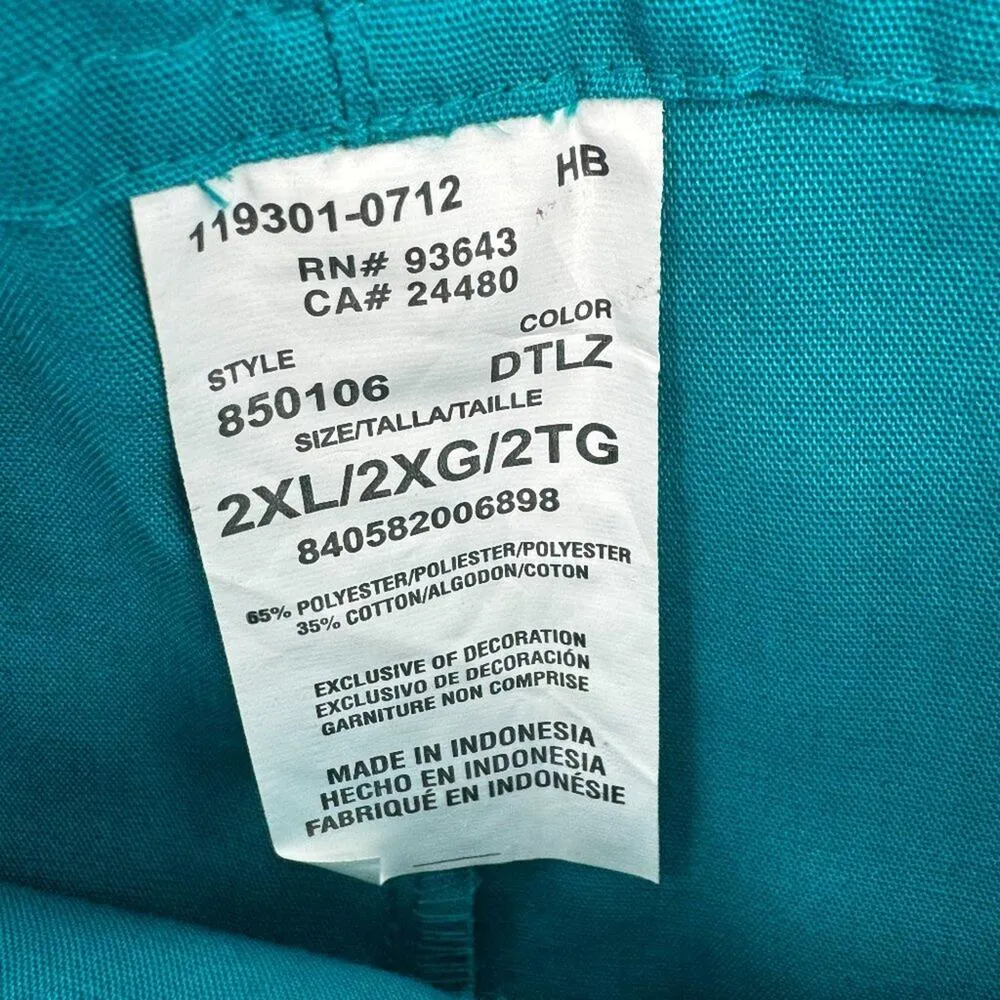 119301-0712 HB
RN# 93643
CA# 24480
STYLE COLOR
850106 DTLZ
SIZE/TALLA/TAILLE
2XL/2XG/2TG
840582006898
65% POLYESTER/POLIESTER/POLYESTER
35% COTTON/ALGODON/COTON
EXCLUSIVE OF DECORATION
EXCLUSIVO DE DECORACIÓN
GARNITURE NON COMPRISE
MADE IN INDONESIA
HECHO EN INDONESIA
FABRIQUÉ EN INDONÉSIE